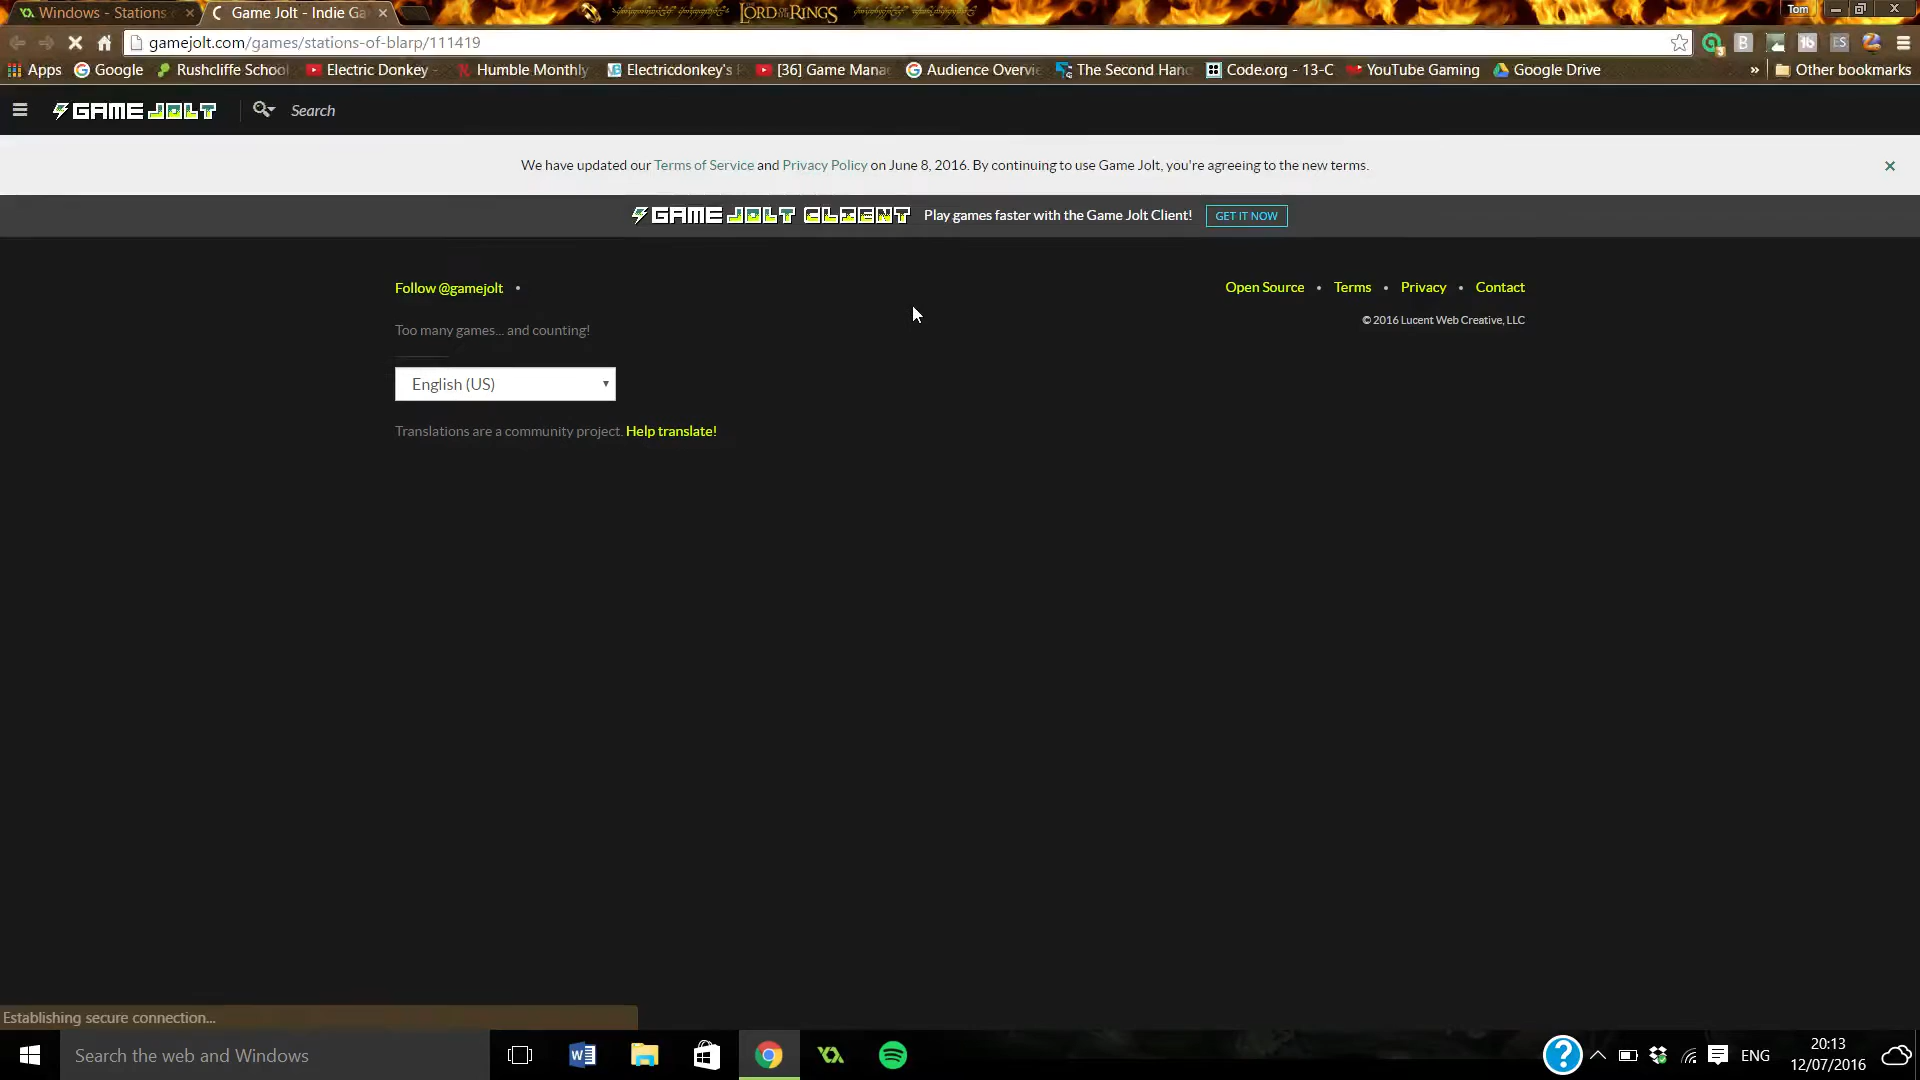 Windows - Stations
Game Jolt - Indie Ga
THE LORD OF THE RINGS
Tom
gamejolt.com/games/stations-of-blarp/111419
Apps Google Rushcliffe School Electric Donkey - Humble Monthly Electricdonkey's [36] Game Mana Audience Overvi The Second Hand Code.org - 13-C YouTube Gaming Google Drive » Other bookmarks
GAME JOLT Search
We have updated our Terms of Service and Privacy Policy on June 8, 2016. By continuing to use Game Jolt, you're agreeing to the new terms.
GAME JOLT CLIENT Play games faster with the Game Jolt Client! GET IT NOW
Follow @gamejolt •
Open Source • Terms • Privacy • Contact
Too many games... and counting!
© 2016 Lucent Web Creative, LLC
English (US)
Translations are a community project. Help translate!
Establishing secure connection...
Search the web and Windows
ENG
20:13
12/07/2016